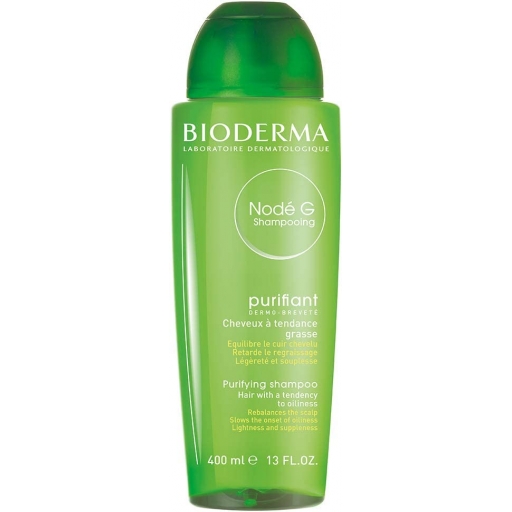 BIODERMA
LABORATOIRE DERMATOLOGIQUE
Nodé G
Shampooing
purifiant
DERMO-BREVETÉ
Cheveux à tendance
grasse
Equilibre le cuir chevelu
Retarde le regraissage
Légèreté et souplesse
Purifying shampoo
Hair with a tendency
to oiliness
Rebalances the scalp
Slows the onset of oiliness
Lightness and suppleness
400 ml e 13 FL.OZ.